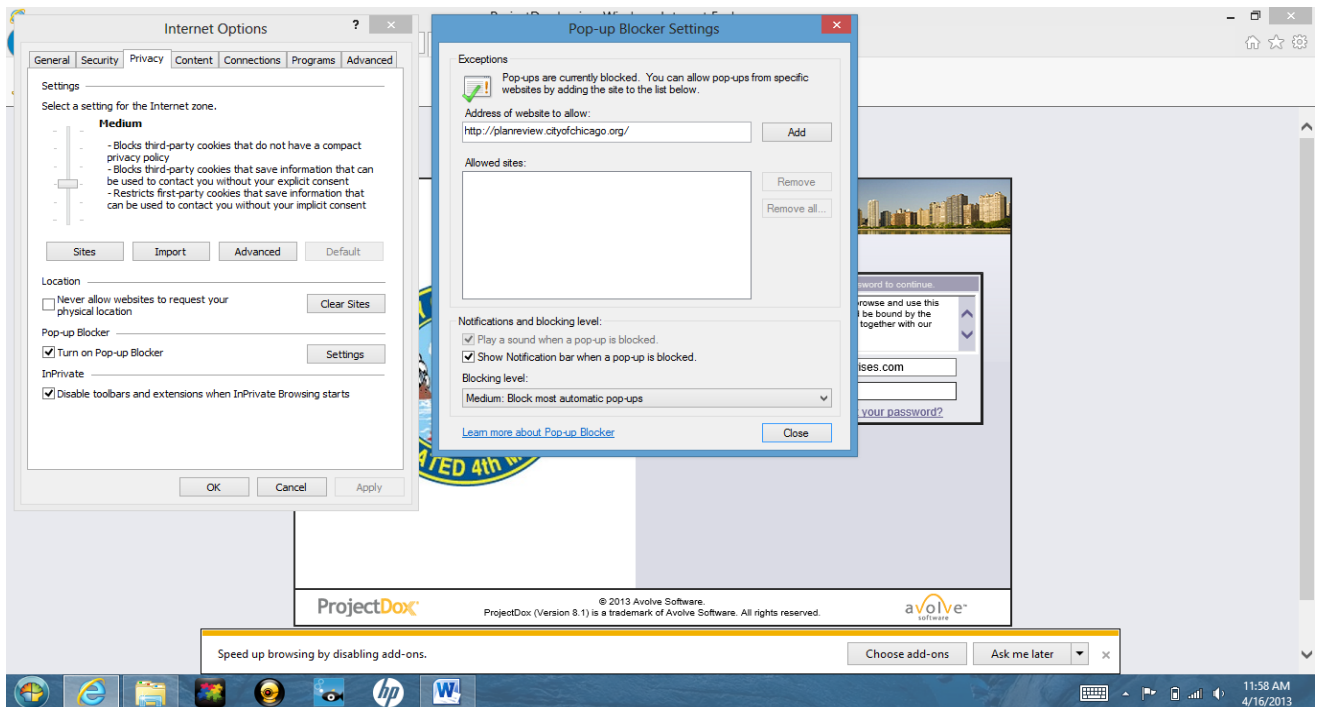 Internet Options
?
General Security Privacy Content Connections Programs Advanced
Settings
Select a setting for the Internet zone.
Medium
- Blocks third-party cookies that do not have a compact
privacy policy
- Blocks third-party cookies that save information that can
be used to contact you without your explicit consent
- Restricts first-party cookies that save information that
can be used to contact you without your implicit consent
Sites Import Advanced Default
Location
Never allow websites to request your
physical location
Clear Sites
Pop-up Blocker
Turn on Pop-up Blocker
Settings
InPrivate
Disable toolbars and extensions when InPrivate Browsing starts
OK Cancel Apply
Pop-up Blocker Settings
Exceptions
Pop-ups are currently blocked. You can allow pop-ups from specific
websites by adding the site to the list below.
Address of website to allow:
http://planreview.cityofchicago.org/
Add
Allowed sites:
Remove
Remove all...
Notifications and blocking level:
Play a sound when a pop-up is blocked.
Show Notification bar when a pop-up is blocked.
Blocking level:
Medium: Block most automatic pop-ups
Learn more about Pop-up Blocker
Close
to continue.
browse and use this
be bound by the
together with our
ises.com
your password?
4th
ProjectDox
© 2013 Avolve Software.
ProjectDox (Version 8.1) is a trademark of Avolve Software. All rights reserved.
avolve
software
Speed up browsing by disabling add-ons.
Choose add-ons Ask me later
hp
W
11:58 AM
4/16/2013